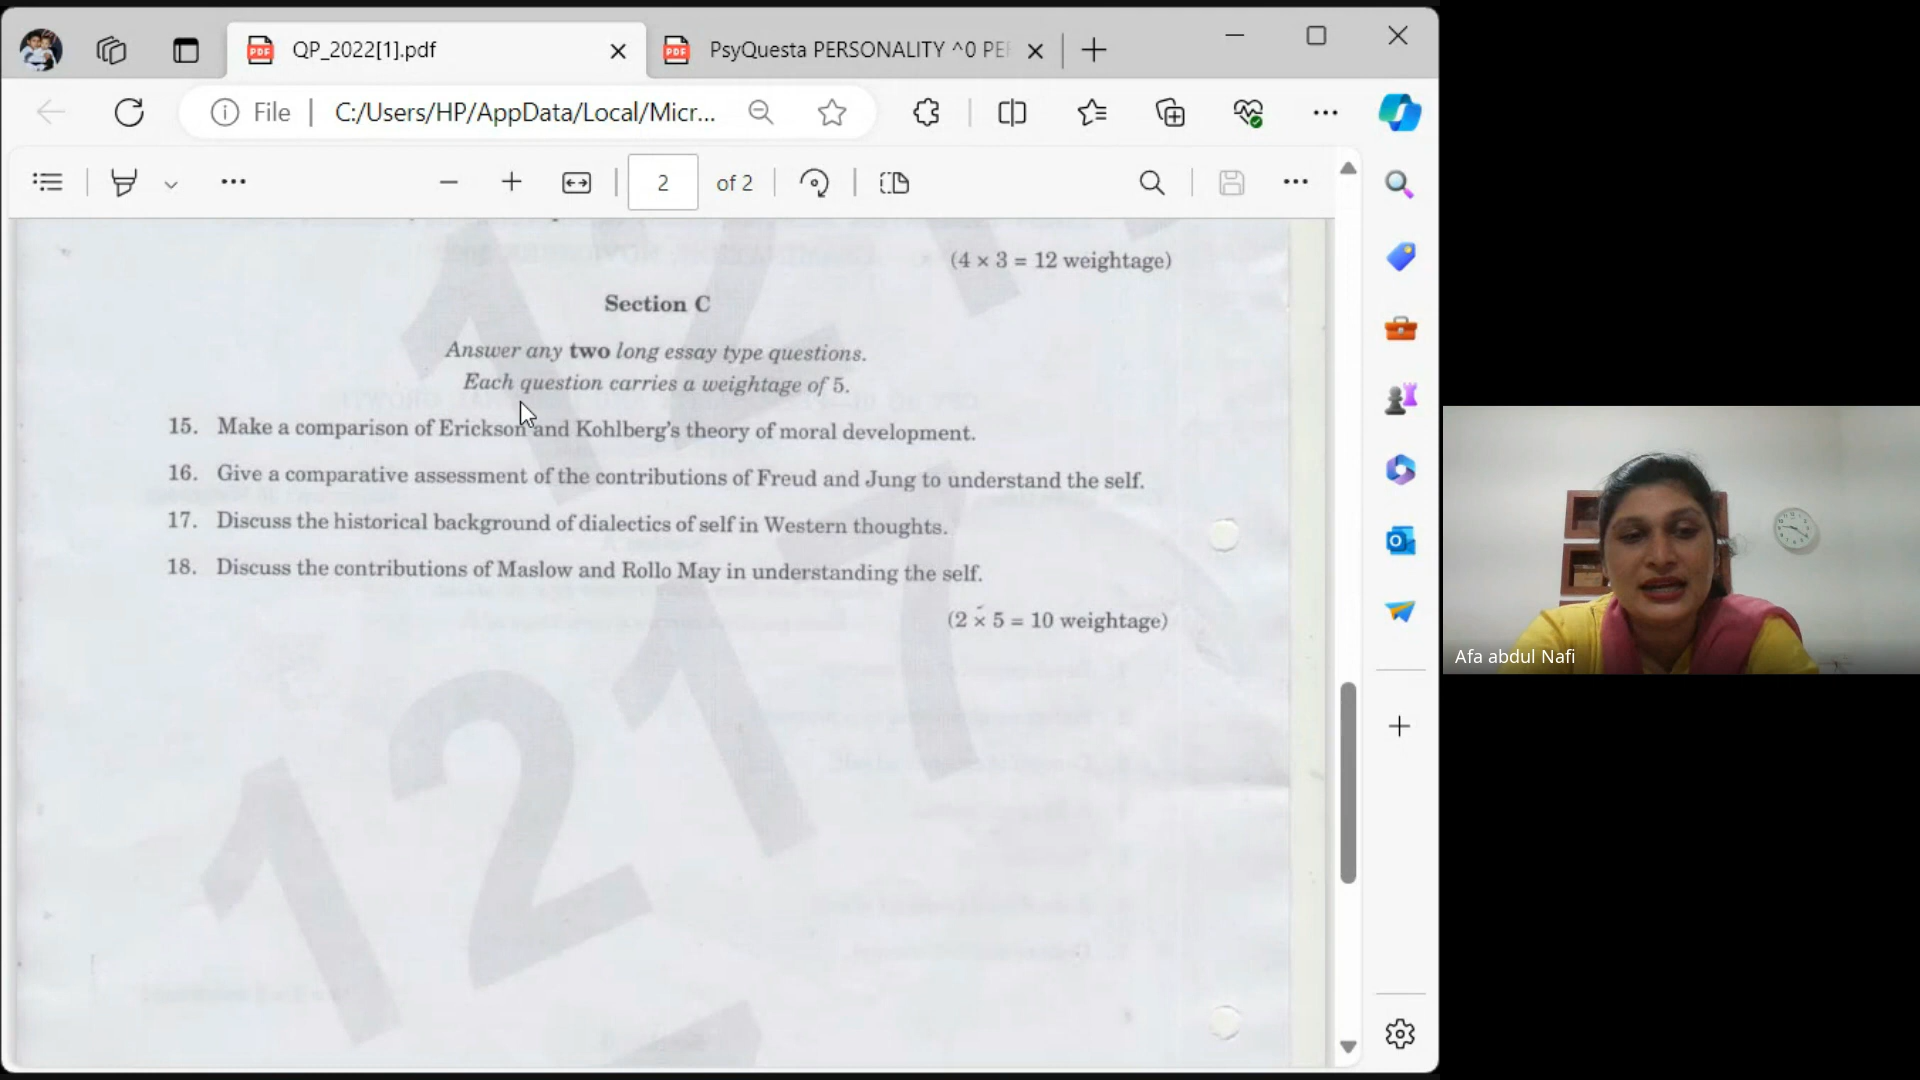 QP_2022[1].pdf
PsyQuesta PERSONALITY ^0 PE
File
C:/Users/HP/AppData/Local/Micr...
2 of 2
(4 × 3 = 12 weightage)
Section C
Answer any two long essay type questions.
Each question carries a weightage of 5.
15. Make a comparison of Erickson and Kohlberg's theory of moral development.
16. Give a comparative assessment of the contributions of Freud and Jung to understand the self.
17. Discuss the historical background of dialectics of self in Western thoughts.
18. Discuss the contributions of Maslow and Rollo May in understanding the self.
(2 × 5 = 10 weightage)
1217
Afa abdul Nafi